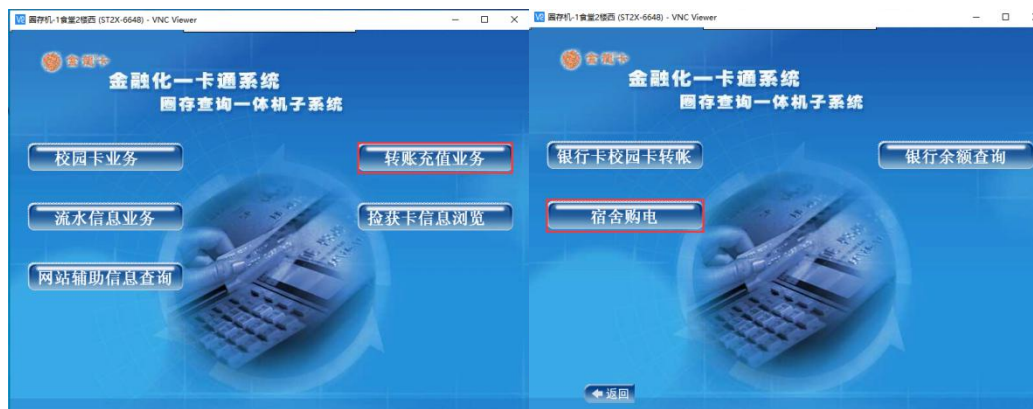 圈存机-1食堂2楼西 (ST2X-6648) - VNC Viewer
金融化一卡通系统
圈存查询一体机子系统
校园卡业务
转账充值业务
流水信息业务
捡获卡信息浏览
网站辅助信息查询
圈存机-1食堂2楼西 (ST2X-6648) - VNC Viewer
金融化一卡通系统
圈存查询一体机子系统
银行卡校园卡转帐
银行余额查询
宿舍购电
返回